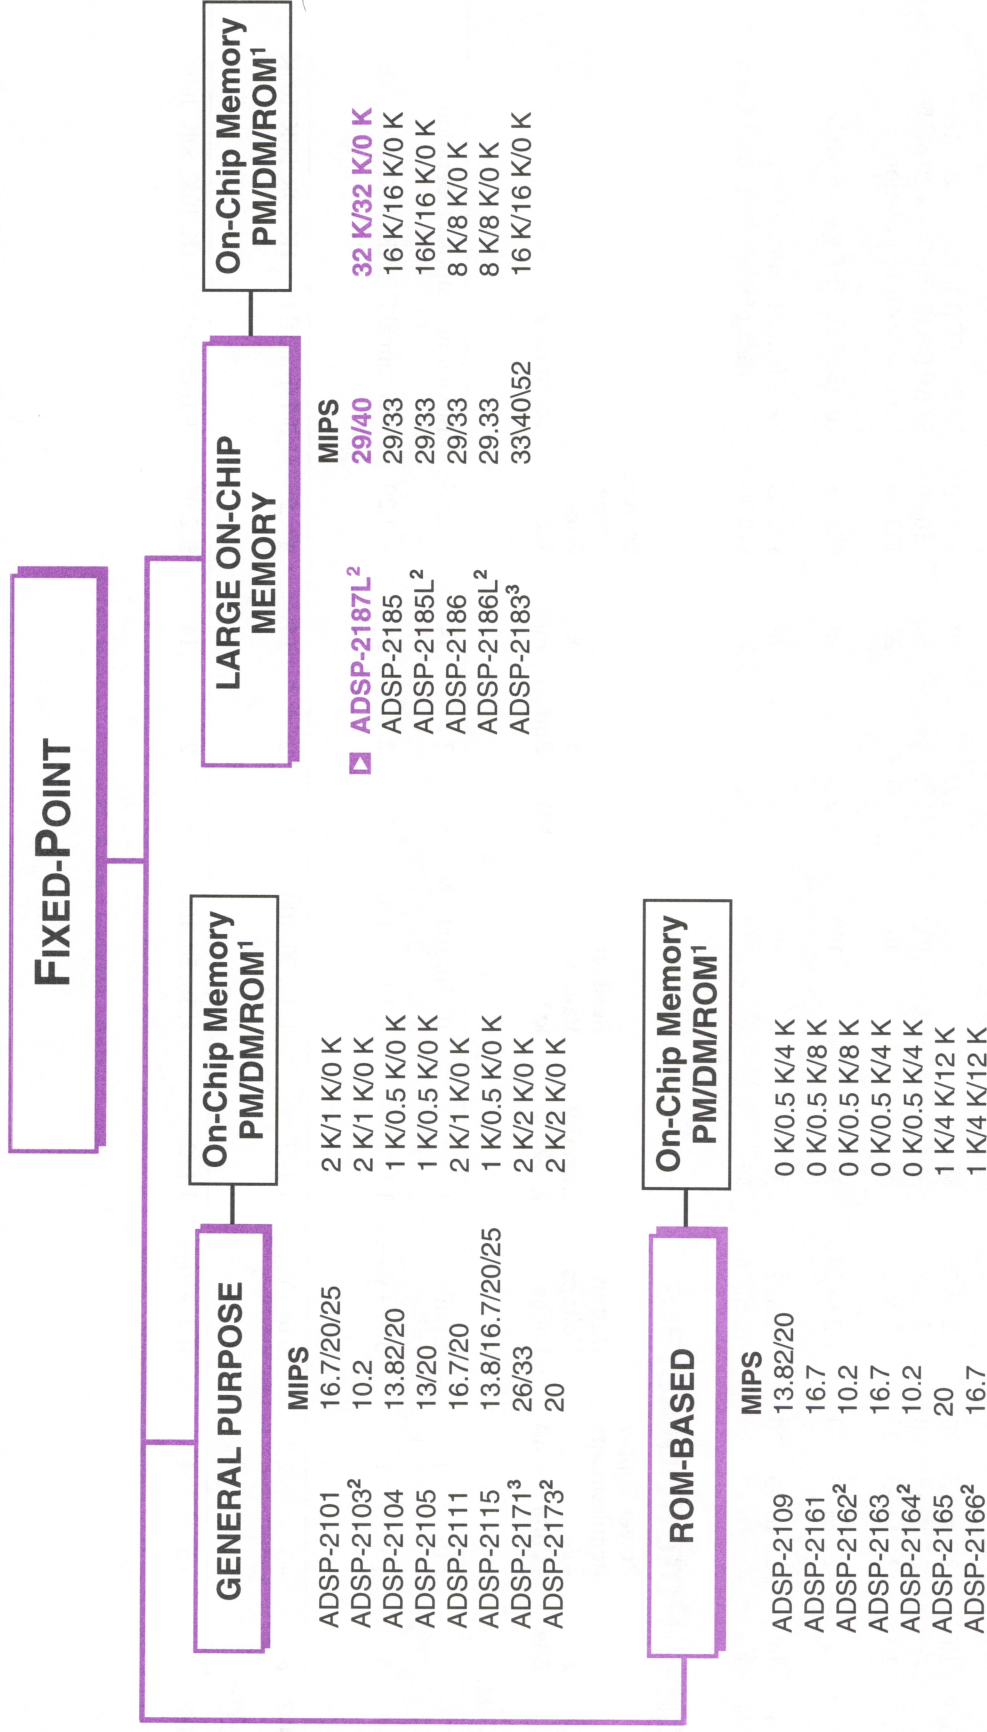 FIXED-POINT
GENERAL PURPOSE
On-Chip Memory
PM/DM/ROM¹
MIPS
ADSP-2101 16.7/20/25 2 K/1 K/0 K
ADSP-2103² 10.2 2 K/1 K/0 K
ADSP-2104 13.82/20 1 K/0.5 K/0 K
ADSP-2105 13/20 1 K/0.5 K/0 K
ADSP-2111 16.7/20 2 K/1 K/0 K
ADSP-2115 13.8/16.7/20/25 1 K/0.5 K/0 K
ADSP-2171³ 26/33 2 K/2 K/0 K
ADSP-2173² 20 2 K/2 K/0 K
LARGE ON-CHIP
MEMORY
On-Chip Memory
PM/DM/ROM¹
MIPS
ADSP-2187L² 29/40 32 K/32 K/0 K
ADSP-2185 29/33 16 K/16 K/0 K
ADSP-2185L² 29/33 16K/16 K/0 K
ADSP-2186 29/33 8 K/8 K/0 K
ADSP-2186L² 29.33 8 K/8 K/0 K
ADSP-2183³ 33\40\52 16 K/16 K/0 K
ROM-BASED
On-Chip Memory
PM/DM/ROM¹
MIPS
ADSP-2109 13.82/20 0 K/0.5 K/4 K
ADSP-2161 16.7 0 K/0.5 K/8 K
ADSP-2162² 10.2 0 K/0.5 K/8 K
ADSP-2163 16.7 0 K/0.5 K/4 K
ADSP-2164² 10.2 0 K/0.5 K/4 K
ADSP-2165 20 1 K/4 K/12 K
ADSP-2166² 16.7 1 K/4 K/12 K